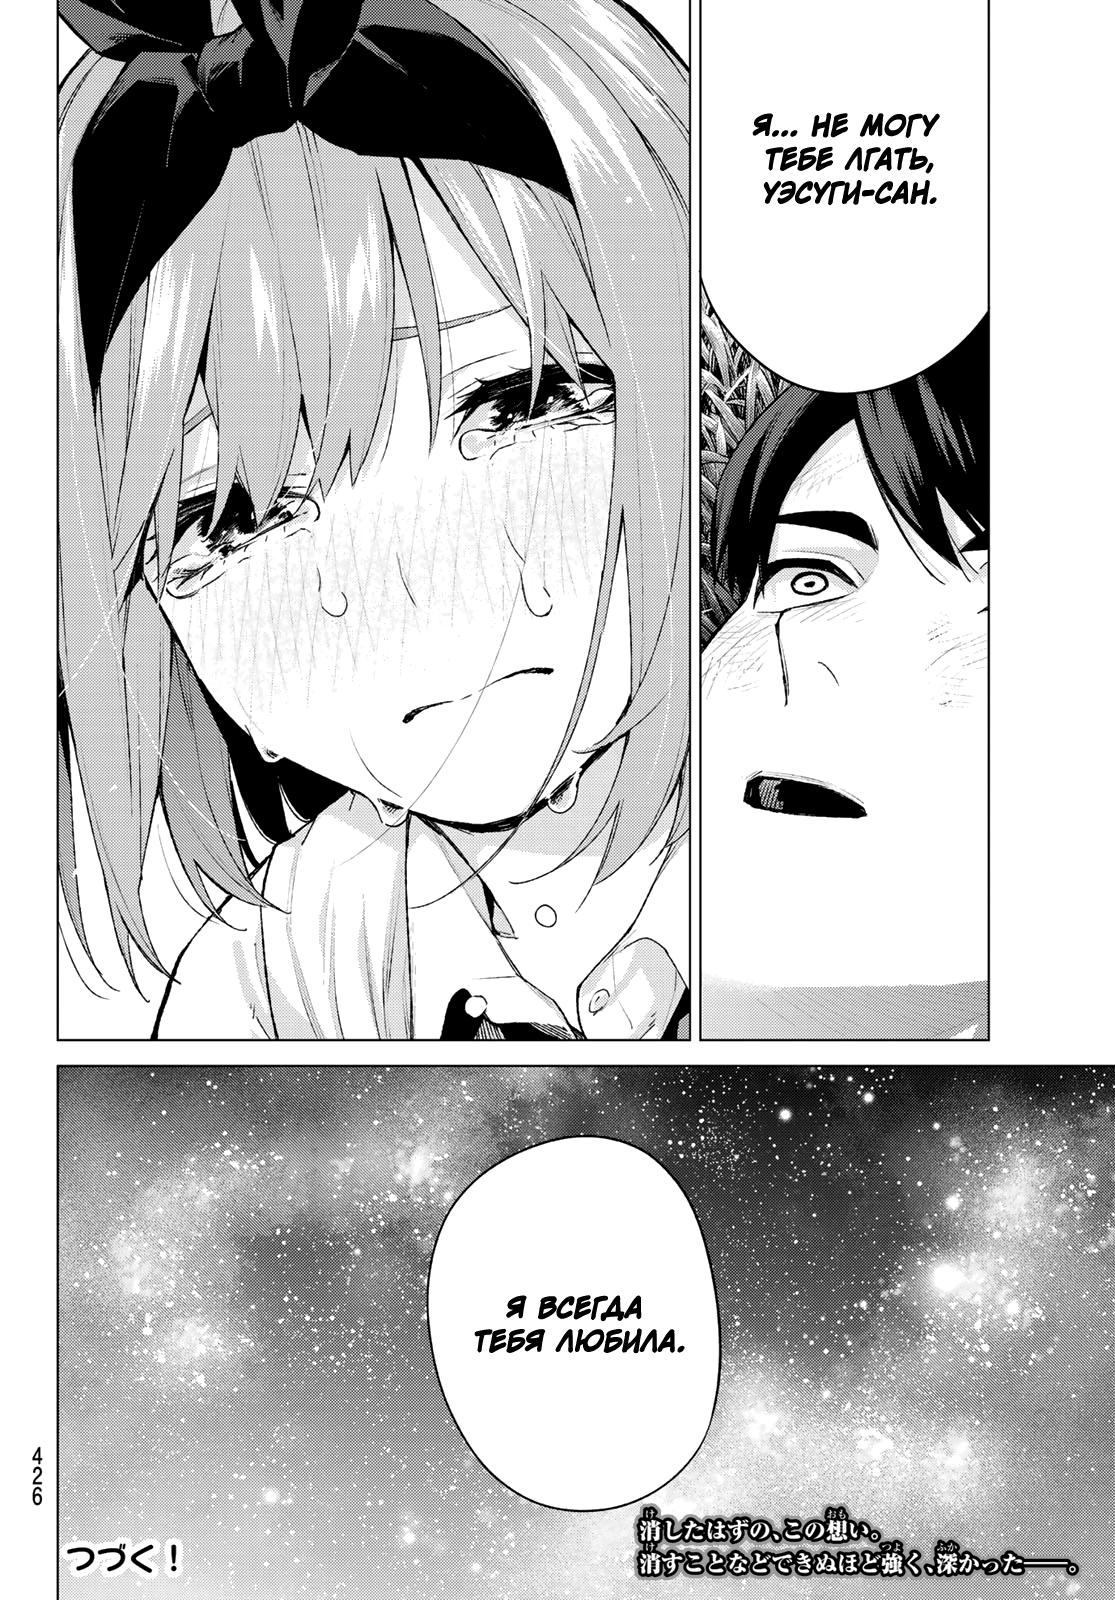 Я... НЕ МОГУ
ТЕБЕ ЛГАТЬ,
УЭСУГИ-САН.
Я ВСЕГДА
ТЕБЯ ЛЮБИЛА.
消したはずの、この想い。
消すことなどできぬほど強く、深かった──。
つづく！
426